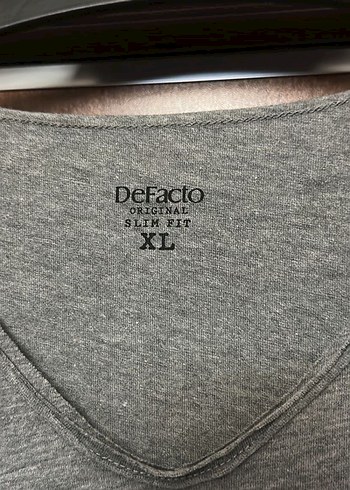 DeFacto
ORIGINAL
SLIM FIT
XL